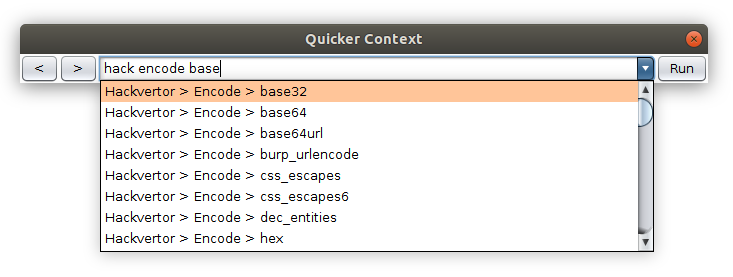 Quicker Context
< > hack encode base Run
Hackvertor > Encode > base32
Hackvertor > Encode > base64
Hackvertor > Encode > base64url
Hackvertor > Encode > burp_urlencode
Hackvertor > Encode > css_escapes
Hackvertor > Encode > css_escapes6
Hackvertor > Encode > dec_entities
Hackvertor > Encode > hex